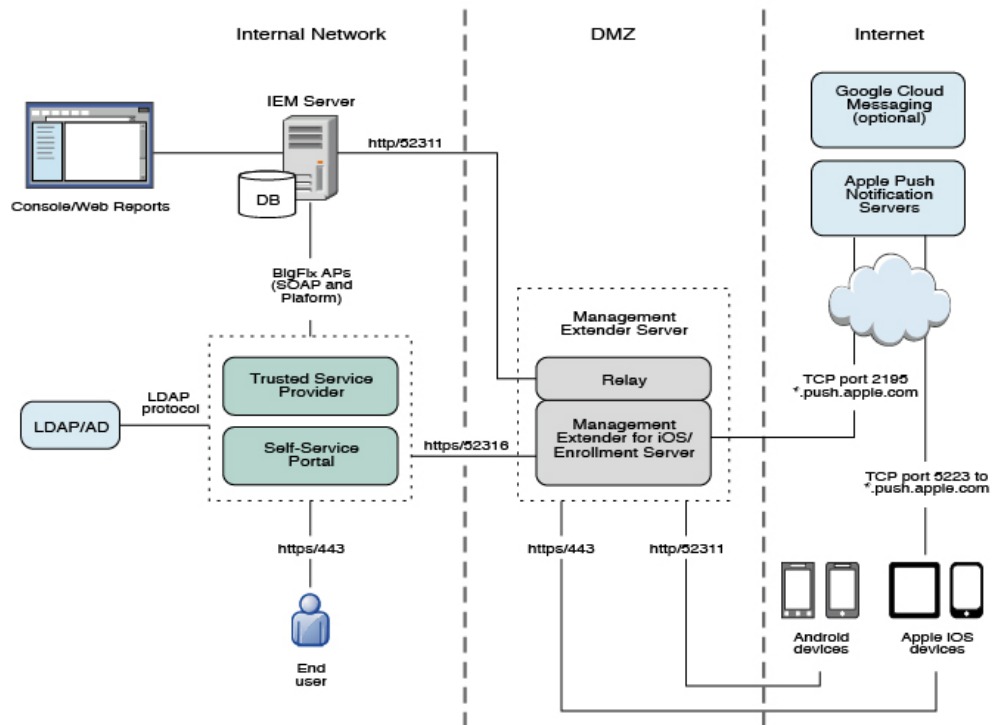 Internal Network
DMZ
Internet
IEM Server
Google Cloud
Messaging
(optional)
http/52311
Apple Push
Notification
Servers
DB
Console/Web Reports
BigFix APs
(SOAP and
Plaform)
Management
Extender Server
Trusted Service
Provider
Relay
TCP port 2195
*.push.apple.com
LDAP
protocol
LDAP/AD
Self-Service
Portal
https/52316
Management
Extender for iOS/
Enrollment Server
TCP port 5223 to
*.push.apple.com
https/443
https/443
http/52311
Android
devices
Apple iOS
devices
End
user